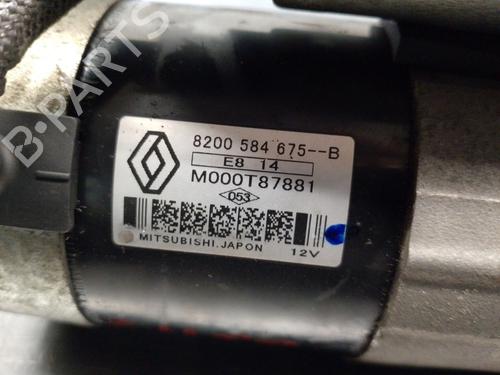 B-PARTS
8200 584 675--B
E8 14
M000T87881
D53
MITSUBISHI.JAPON 12V